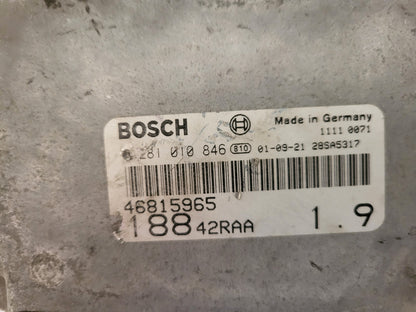 BOSCH Made in Germany
1111 0071
0 281 010 846 810 01-09-21 28SA5317
46815965
188 42RAA 1.9